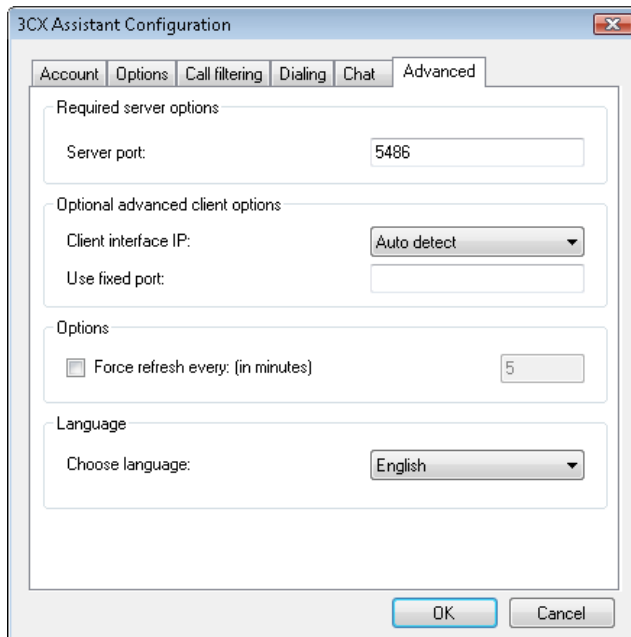 3CX Assistant Configuration
Account Options Call filtering Dialing Chat Advanced
Required server options
Server port: 5486
Optional advanced client options
Client interface IP: Auto detect
Use fixed port:
Options
Force refresh every: (in minutes) 5
Language
Choose language: English
OK Cancel